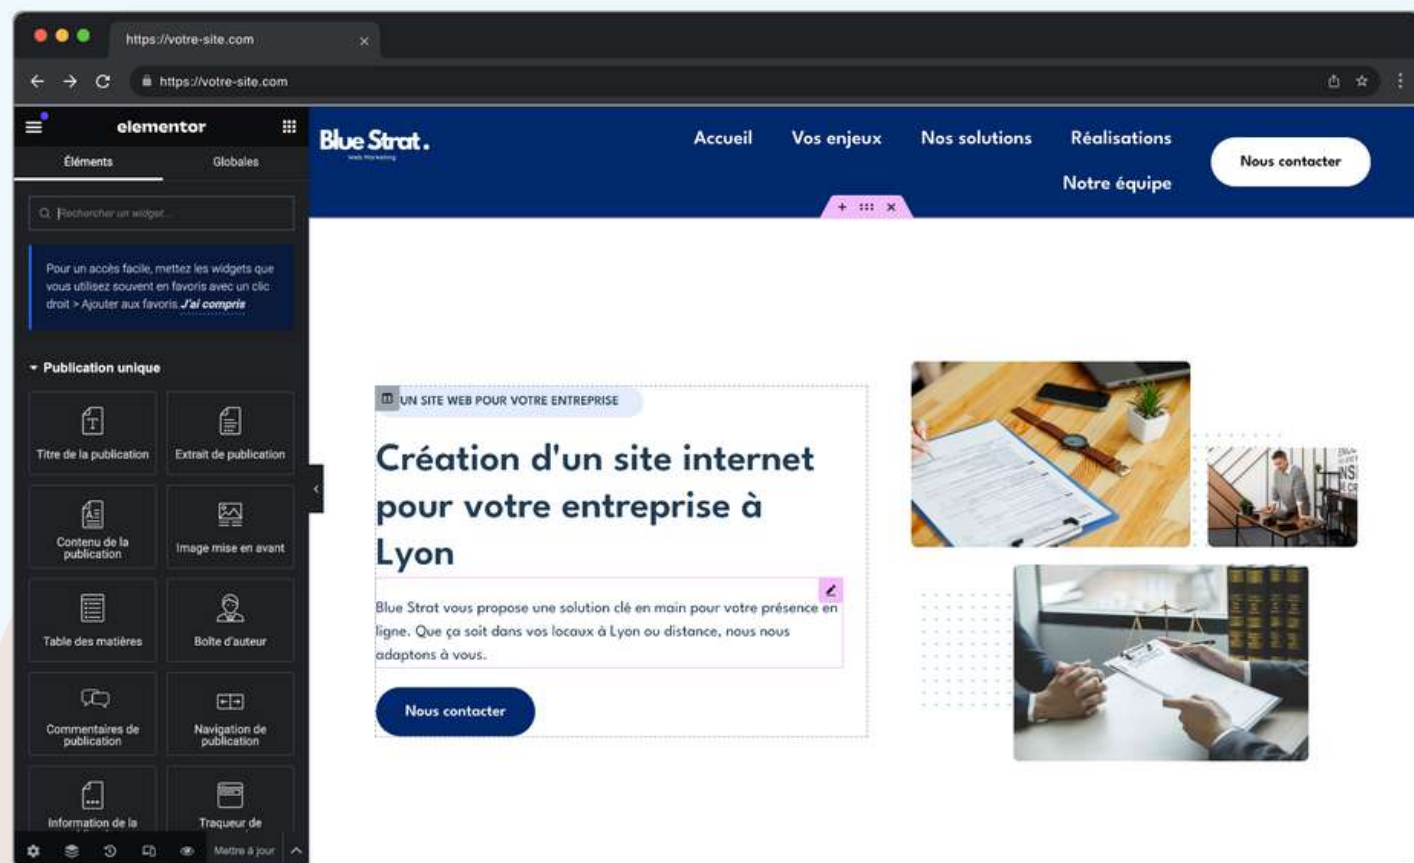 https://votre-site.com
https://votre-site.com
elementor
Éléments
Globales
Rechercher un widget...
Pour un accès facile, mettez les widgets que
vous utilisez souvent en favoris avec un clic
droit > Ajouter aux favoris. J'ai compris
Publication unique
Titre de la publication
Extrait de publication
Contenu de la
publication
Image mise en avant
Table des matières
Boîte d'auteur
Commentaires de
publication
Navigation de
publication
Information de la
Traqueur de
Mettre à jour
Blue Strat.
Web Marketing
Accueil
Vos enjeux
Nos solutions
Réalisations
Notre équipe
Nous contacter
UN SITE WEB POUR VOTRE ENTREPRISE
Création d'un site internet
pour votre entreprise à
Lyon
Blue Strat vous propose une solution clé en main pour votre présence en
ligne. Que ça soit dans vos locaux à Lyon ou distance, nous nous
adaptons à vous.
Nous contacter